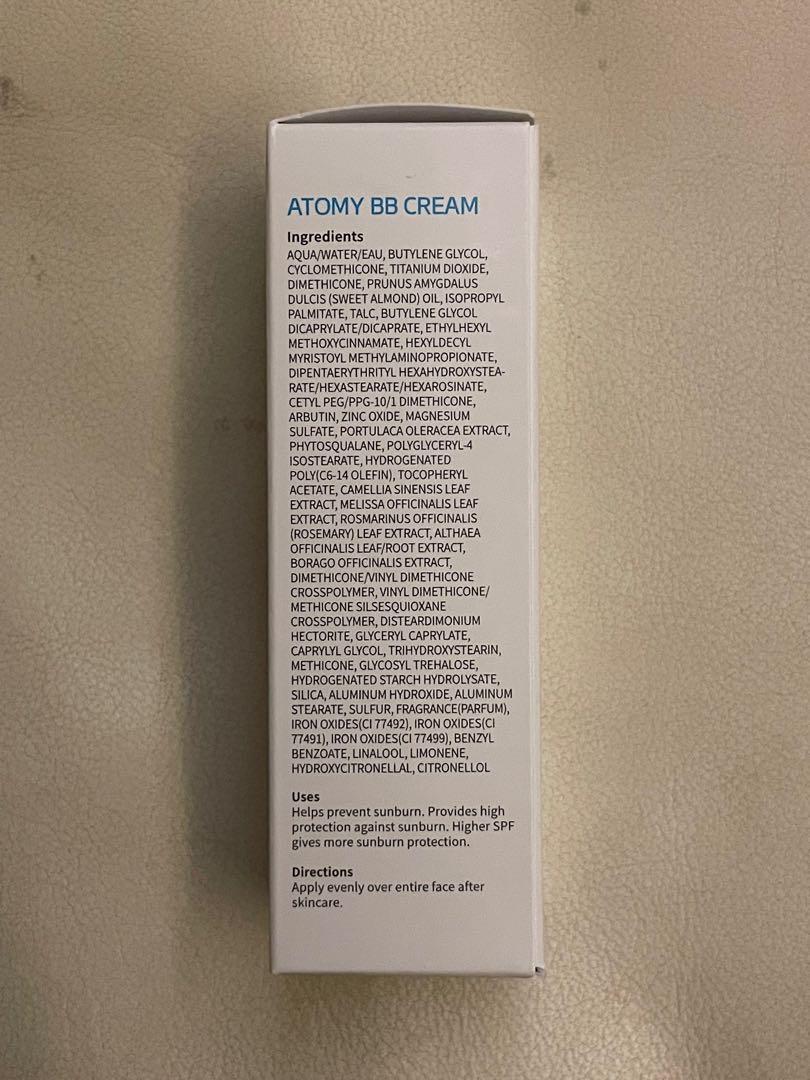 ATOMY BB CREAM
Ingredients
AQUA/WATER/EAU, BUTYLENE GLYCOL,
CYCLOMETHICONE, TITANIUM DIOXIDE,
DIMETHICONE, PRUNUS AMYGDALUS
DULCIS (SWEET ALMOND) OIL, ISOPROPYL
PALMITATE, TALC, BUTYLENE GLYCOL
DICAPRYLATE/DICAPRATE, ETHYLHEXYL
METHOXYCINNAMATE, HEXYLDECYL
MYRISTOYL METHYLAMINOPROPIONATE,
DIPENTAERYTHRITYL HEXAHYDROXYSTEA-
RATE/HEXASTEARATE/HEXAROSINATE,
CETYL PEG/PPG-10/1 DIMETHICONE,
ARBUTIN, ZINC OXIDE, MAGNESIUM
SULFATE, PORTULACA OLERACEA EXTRACT,
PHYTOSQUALANE, POLYGLYCERYL-4
ISOSTEARATE, HYDROGENATED
POLY(C6-14 OLEFIN), TOCOPHERYL
ACETATE, CAMELLIA SINENSIS LEAF
EXTRACT, MELISSA OFFICINALIS LEAF
EXTRACT, ROSMARINUS OFFICINALIS
(ROSEMARY) LEAF EXTRACT, ALTHAEA
OFFICINALIS LEAF/ROOT EXTRACT,
BORAGO OFFICINALIS EXTRACT,
DIMETHICONE/VINYL DIMETHICONE
CROSSPOLYMER, VINYL DIMETHICONE/
METHICONE SILSESQUIOXANE
CROSSPOLYMER, DISTEARDIMONIUM
HECTORITE, GLYCERYL CAPRYLATE,
CAPRYLYL GLYCOL, TRIHYDROXYSTEARIN,
METHICONE, GLYCOSYL TREHALOSE,
HYDROGENATED STARCH HYDROLYSATE,
SILICA, ALUMINUM HYDROXIDE, ALUMINUM
STEARATE, SULFUR, FRAGRANCE(PARFUM),
IRON OXIDES(CI 77492), IRON OXIDES(CI
77491), IRON OXIDES(CI 77499), BENZYL
BENZOATE, LINALOOL, LIMONENE,
HYDROXYCITRONELLAL, CITRONELLOL
Uses
Helps prevent sunburn. Provides high
protection against sunburn. Higher SPF
gives more sunburn protection.
Directions
Apply evenly over entire face after
skincare.